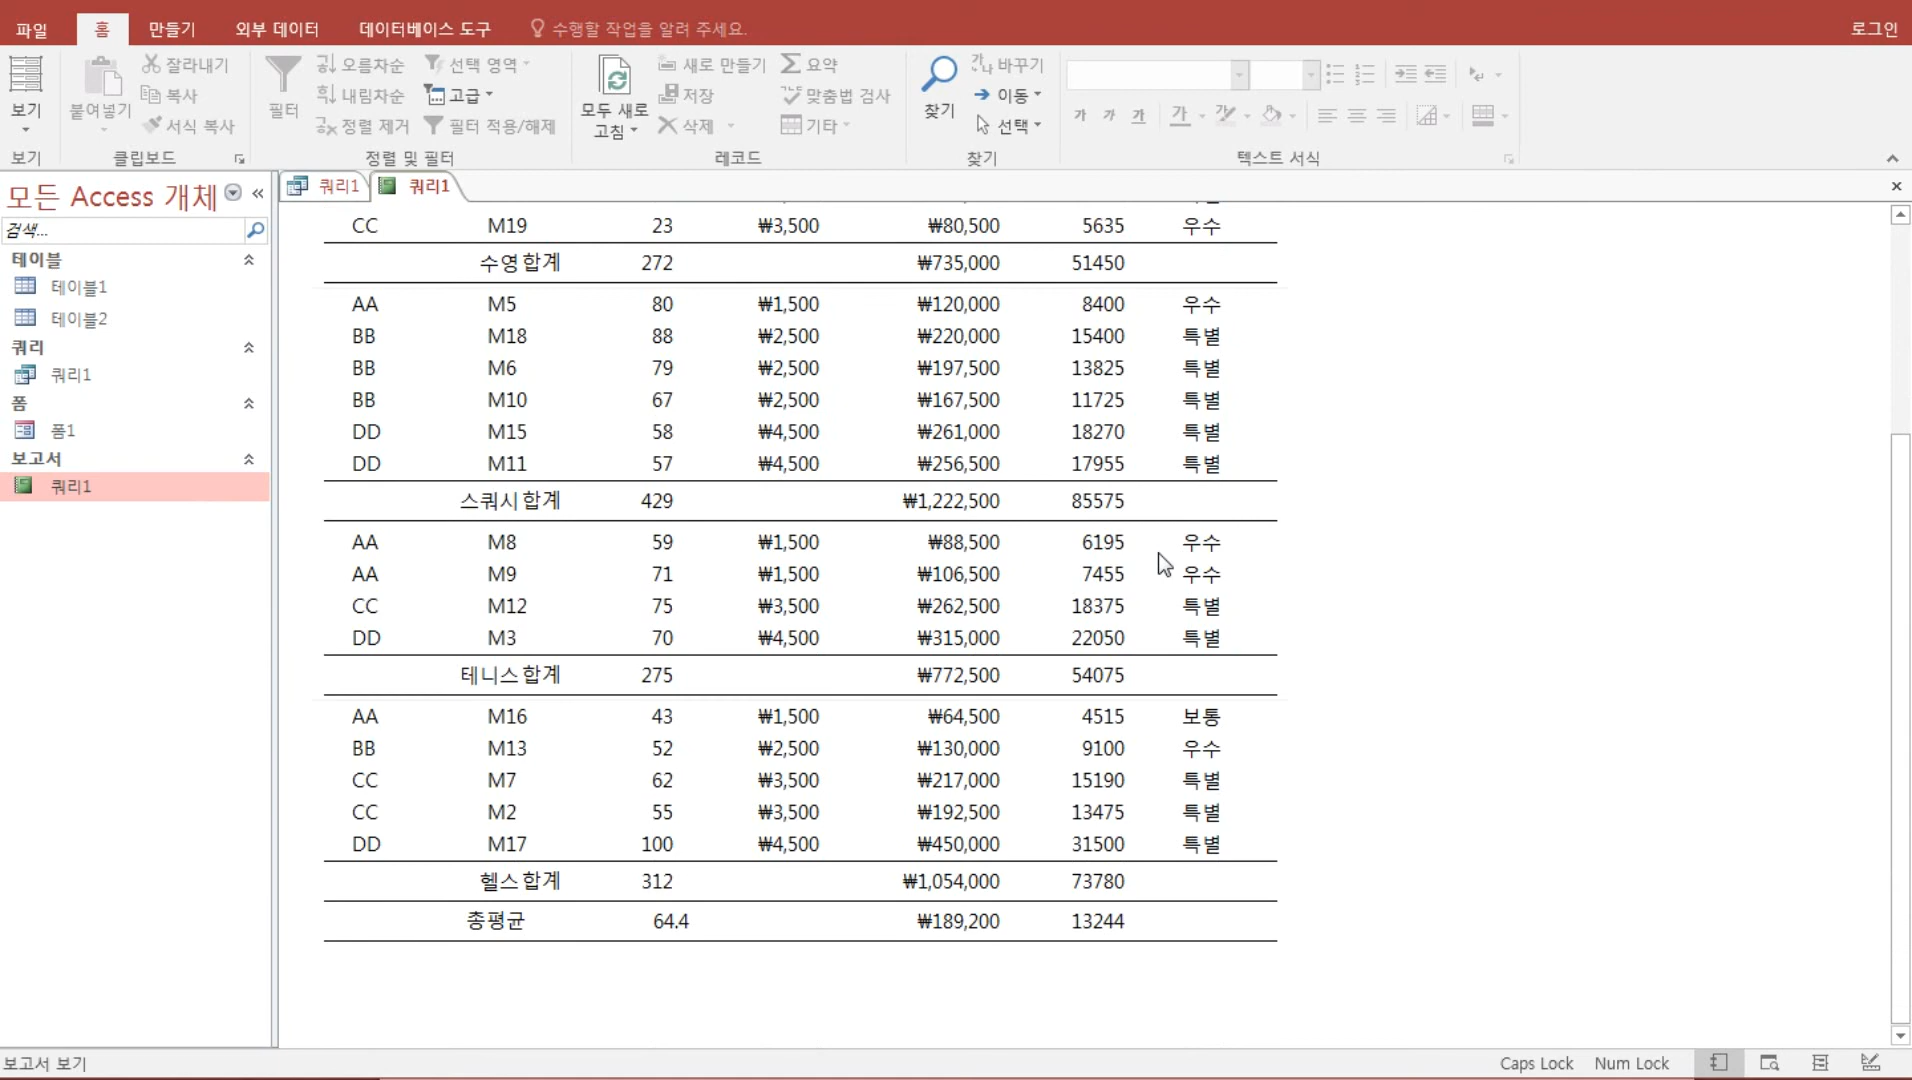 파일 홈 만들기 외부 데이터 데이터베이스 도구 수행할 작업을 알려 주세요. 로그인
보기 붙여넣기 잘라내기 복사 서식 복사 클립보드
필터 오름차순 내림차순 정렬 제거 선택 영역 고급 필터 적용/해제 정렬 및 필터
모두 새로 고침 새로 만들기 저장 삭제 요약 맞춤법 검사 기타 레코드
찾기 바꾸기 이동 선택 찾기
가 가 가 가 텍스트 서식
보기
모든 Access 개체
검색...
테이블
테이블1
테이블2
쿼리
쿼리1
폼
폼1
보고서
쿼리1
쿼리1 쿼리1
CC M19 23 ₩3,500 ₩80,500 5635 우수
수영합계 272 ₩735,000 51450
AA M5 80 ₩1,500 ₩120,000 8400 우수
BB M18 88 ₩2,500 ₩220,000 15400 특별
BB M6 79 ₩2,500 ₩197,500 13825 특별
BB M10 67 ₩2,500 ₩167,500 11725 특별
DD M15 58 ₩4,500 ₩261,000 18270 특별
DD M11 57 ₩4,500 ₩256,500 17955 특별
스쿼시합계 429 ₩1,222,500 85575
AA M8 59 ₩1,500 ₩88,500 6195 우수
AA M9 71 ₩1,500 ₩106,500 7455 우수
CC M12 75 ₩3,500 ₩262,500 18375 특별
DD M3 70 ₩4,500 ₩315,000 22050 특별
테니스합계 275 ₩772,500 54075
AA M16 43 ₩1,500 ₩64,500 4515 보통
BB M13 52 ₩2,500 ₩130,000 9100 우수
CC M7 62 ₩3,500 ₩217,000 15190 특별
CC M2 55 ₩3,500 ₩192,500 13475 특별
DD M17 100 ₩4,500 ₩450,000 31500 특별
헬스합계 312 ₩1,054,000 73780
총평균 64.4 ₩189,200 13244
보고서 보기 Caps Lock Num Lock